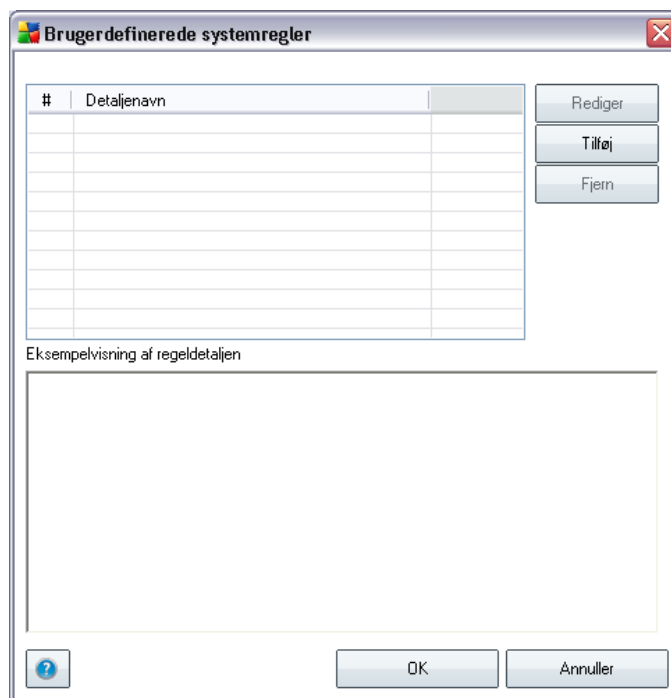 Brugerdefinerede systemregler
# Detaljenavn
Rediger
Tilføj
Fjern
Eksempelvisning af regeldetaljen
?
OK
Annuller